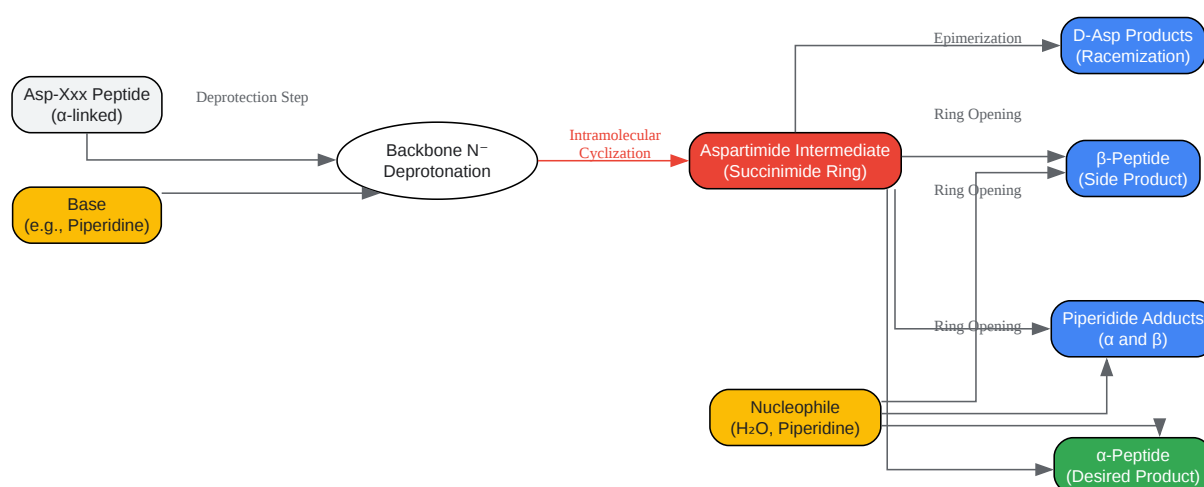 Epimerization
D-Asp Products
(Racemization)
Asp-Xxx Peptide
(α-linked)
Deprotection Step
Backbone N⁻
Deprotonation
Intramolecular
Cyclization
Aspartimide Intermediate
(Succinimide Ring)
Ring Opening
β-Peptide
(Side Product)
Ring Opening
Base
(e.g., Piperidine)
Ring Opening
Piperidide Adducts
(α and β)
Nucleophile
(H₂O, Piperidine)
α-Peptide
(Desired Product)